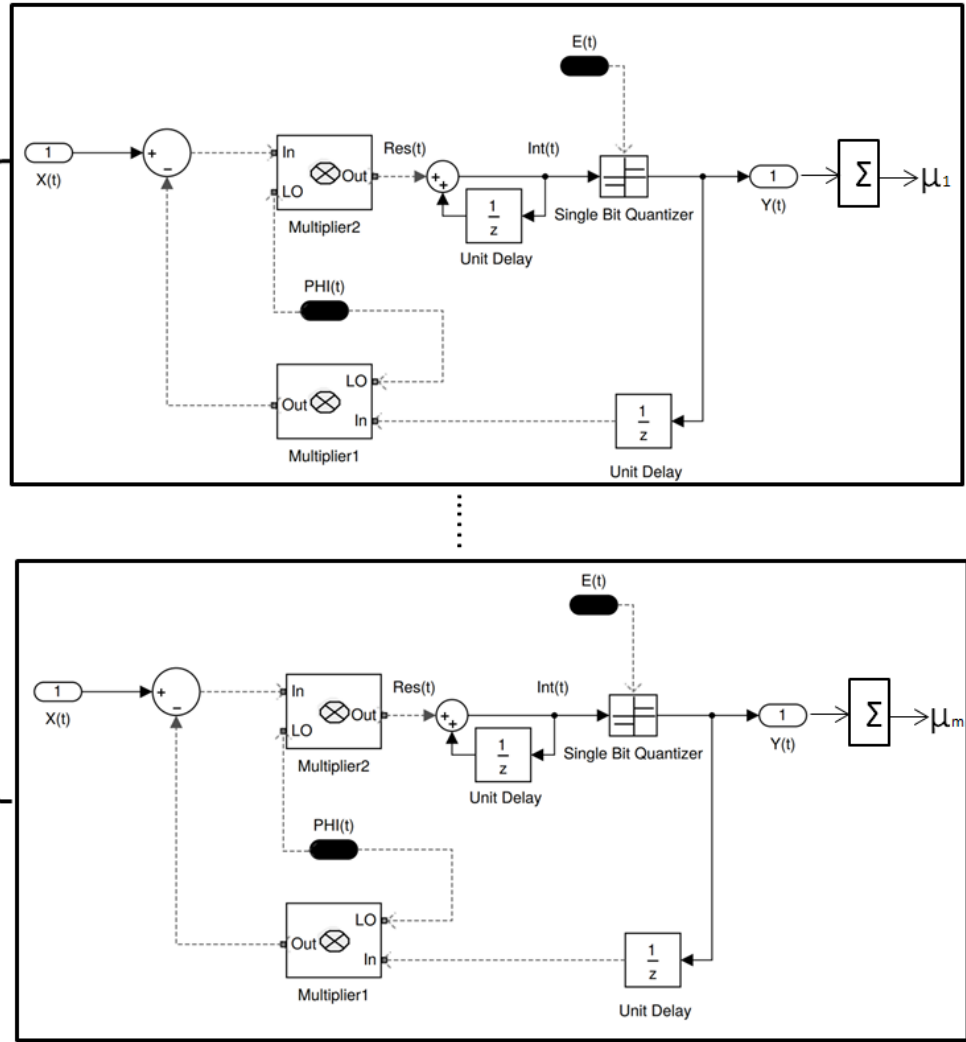 E(t)
1
X(t)
+
−
In
LO
Out
Multiplier2
Res(t)
+
+
Int(t)
1
z
Unit Delay
Single Bit Quantizer
1
Y(t)
Σ
μ1
PHI(t)
LO
Out
In
Multiplier1
1
z
Unit Delay
E(t)
1
X(t)
+
−
In
LO
Out
Multiplier2
Res(t)
+
+
Int(t)
1
z
Unit Delay
Single Bit Quantizer
1
Y(t)
Σ
μm
PHI(t)
LO
Out
In
Multiplier1
1
z
Unit Delay